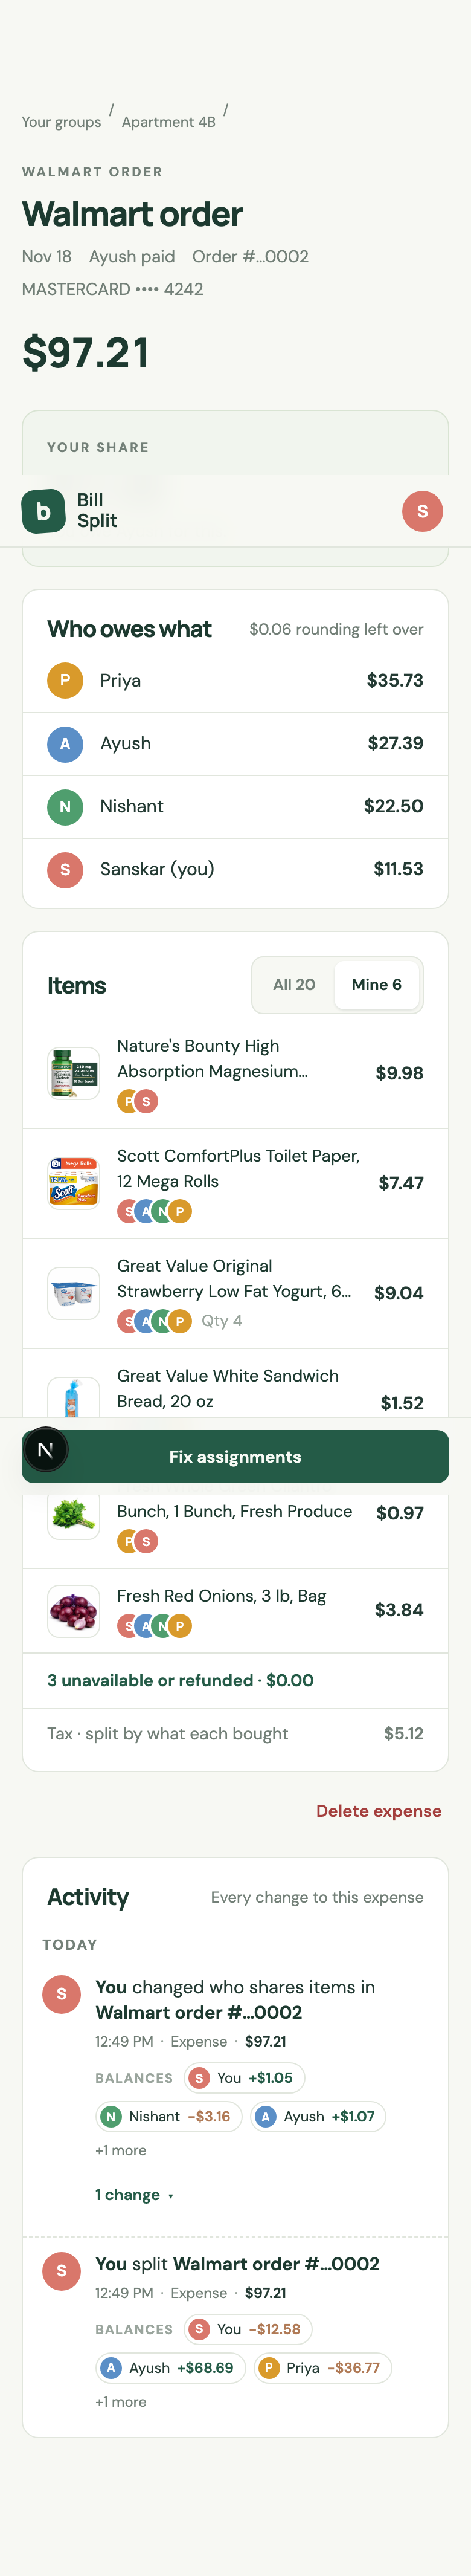 Your groups / Apartment 4B /
WALMART ORDER
Walmart order
Nov 18 Ayush paid Order #…0002
MASTERCARD •••• 4242
$97.21
YOUR SHARE
b Bill
Split
S
Who owes what $0.06 rounding left over
P Priya $35.73
A Ayush $27.39
N Nishant $22.50
S Sanskar (you) $11.53
Items All 20 Mine 6
Nature's Bounty High
Absorption Magnesium... $9.98
P S
Scott ComfortPlus Toilet Paper,
12 Mega Rolls $7.47
S A N P
Great Value Original
Strawberry Low Fat Yogurt, 6... $9.04
S A N P Qty 4
Great Value White Sandwich
Bread, 20 oz $1.52
N Fix assignments
Bunch, 1 Bunch, Fresh Produce $0.97
P S
Fresh Red Onions, 3 lb, Bag $3.84
S A N P
3 unavailable or refunded · $0.00
Tax · split by what each bought $5.12
Delete expense
Activity Every change to this expense
TODAY
S You changed who shares items in
Walmart order #…0002
12:49 PM · Expense · $97.21
BALANCES S You +$1.05
N Nishant -$3.16 A Ayush +$1.07
+1 more
1 change ▾
S You split Walmart order #…0002
12:49 PM · Expense · $97.21
BALANCES S You -$12.58
A Ayush +$68.69 P Priya -$36.77
+1 more